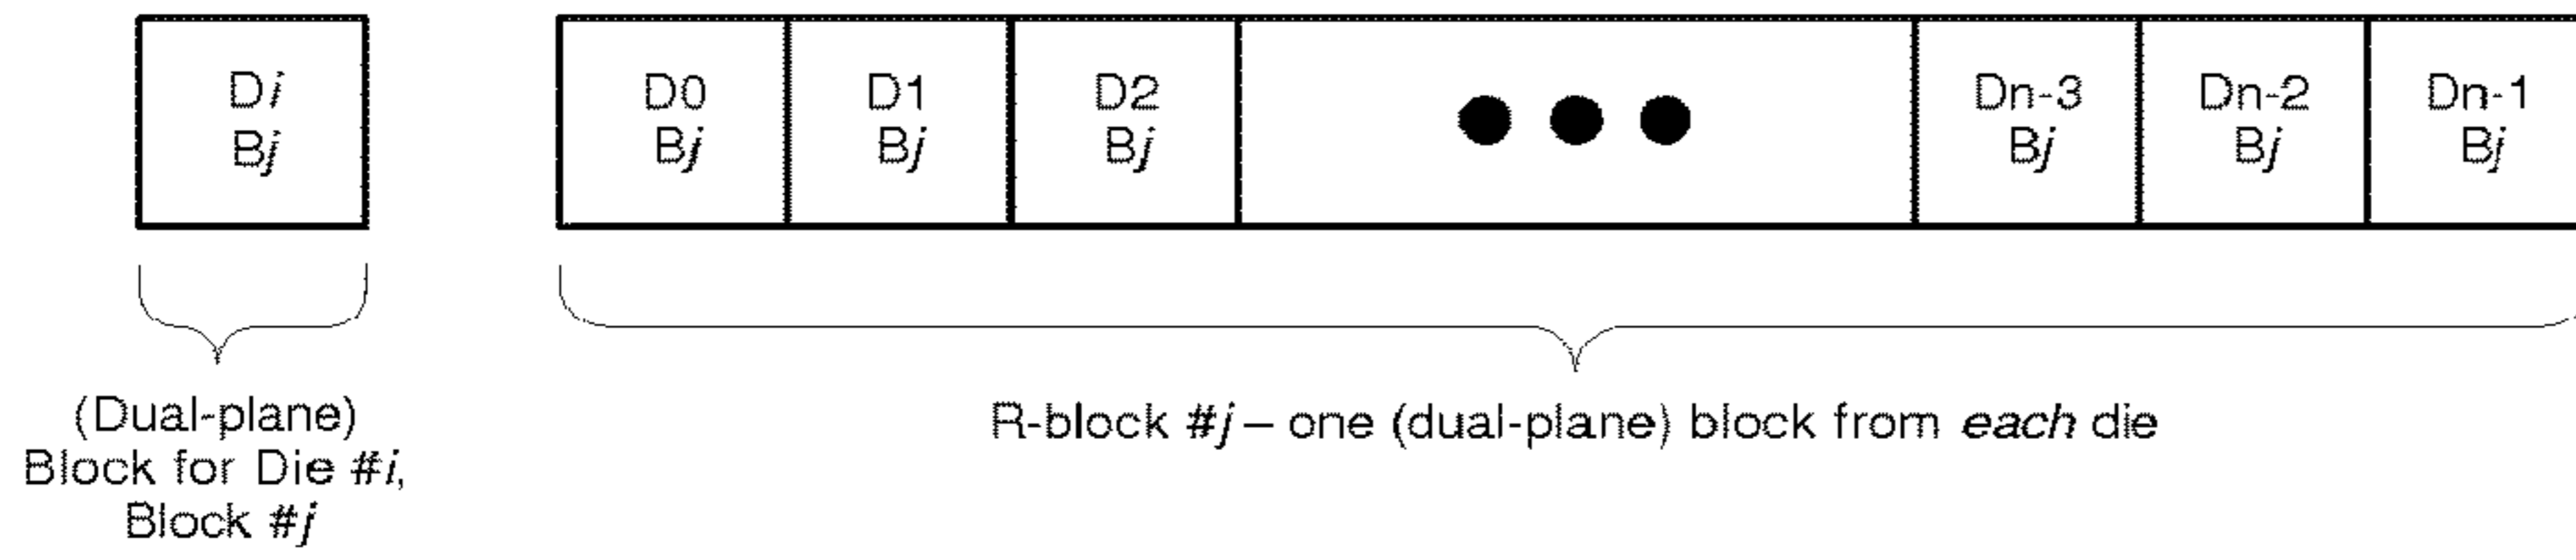 Di
Bj
D0
Bj
D1
Bj
D2
Bj
Dn-3
Bj
Dn-2
Bj
Dn-1
Bj
(Dual-plane)
Block for Die #i,
Block #j
R-block #j – one (dual-plane) block from each die